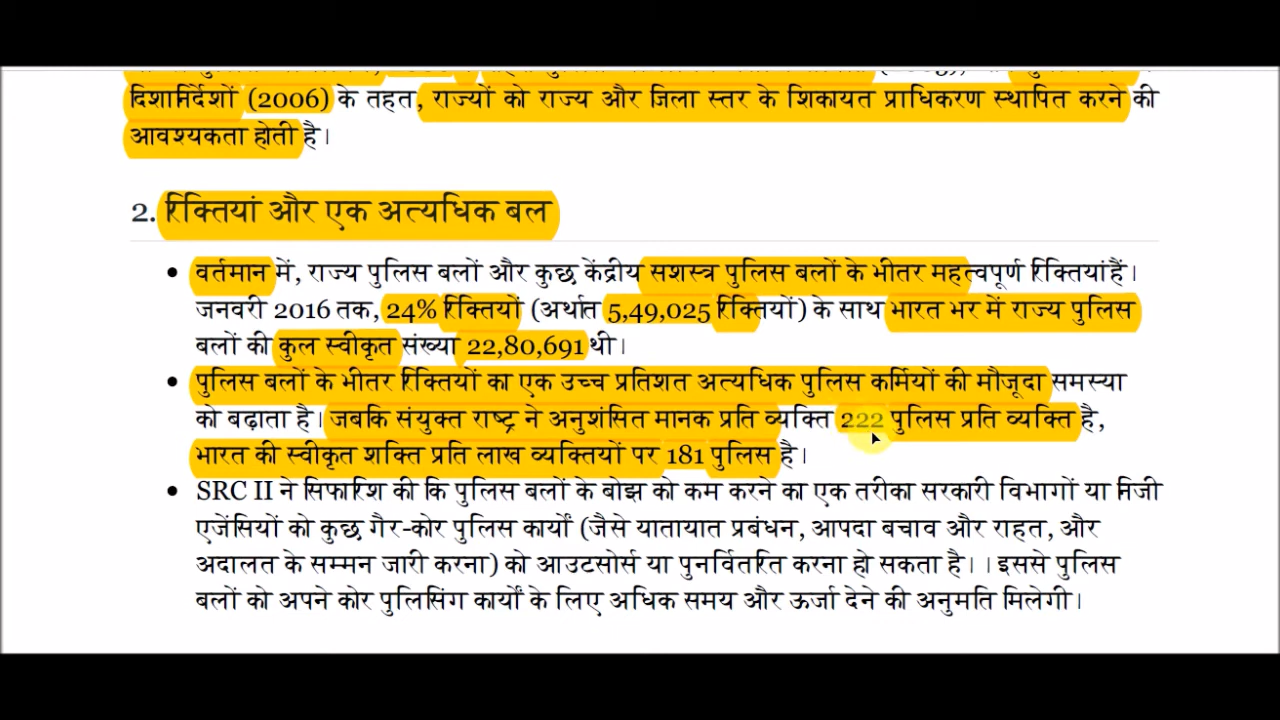 दिशानिर्देशों (2006) के तहत, राज्यों को राज्य और जिला स्तर के शिकायत प्राधिकरण स्थापित करने की
आवश्यकता होती है।
2. रिक्तियां और एक अत्यधिक बल
• वर्तमान में, राज्य पुलिस बलों और कुछ केंद्रीय सशस्त्र पुलिस बलों के भीतर महत्वपूर्ण रिक्तियां हैं।
जनवरी 2016 तक, 24% रिक्तियों (अर्थात 5,49,025 रिक्तियों) के साथ भारत भर में राज्य पुलिस
बलों की कुल स्वीकृत संख्या 22,80,691 थी।
• पुलिस बलों के भीतर रिक्तियों का एक उच्च प्रतिशत अत्यधिक पुलिस कर्मियों की मौजूदा समस्या
को बढ़ाता है। जबकि संयुक्त राष्ट्र ने अनुशंसित मानक प्रति व्यक्ति 222 पुलिस प्रति व्यक्ति है,
भारत की स्वीकृत शक्ति प्रति लाख व्यक्तियों पर 181 पुलिस है।
• SRC II ने सिफारिश की कि पुलिस बलों के बोझ को कम करने का एक तरीका सरकारी विभागों या निजी
एजेंसियों को कुछ गैर-कोर पुलिस कार्यों (जैसे यातायात प्रबंधन, आपदा बचाव और राहत, और
अदालत के सम्मन जारी करना) को आउटसोर्स या पुनर्वितरित करना हो सकता है।। इससे पुलिस
बलों को अपने कोर पुलिसिंग कार्यों के लिए अधिक समय और ऊर्जा देने की अनुमति मिलेगी।